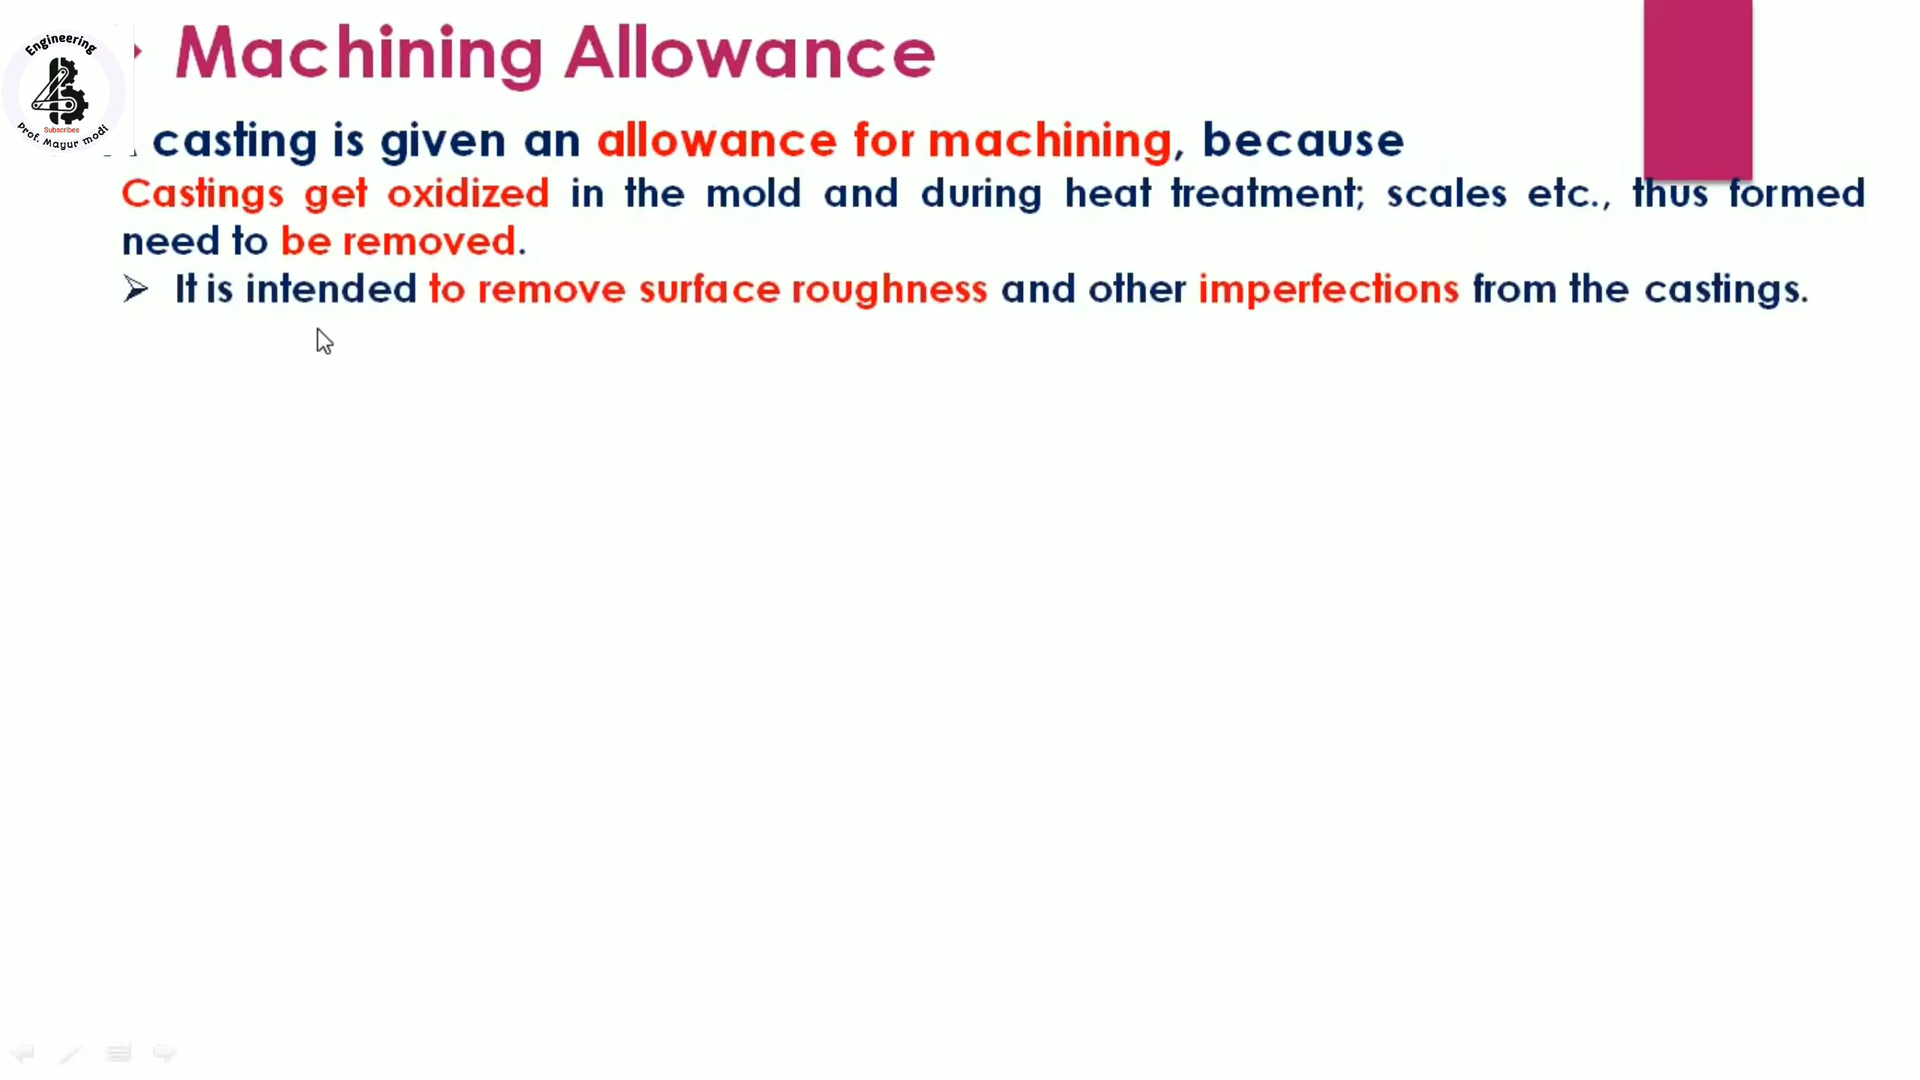 Engineering
Subscribes
Prof. Mayur modi
Machining Allowance
casting is given an allowance for machining, because
Castings get oxidized in the mold and during heat treatment; scales etc., thus formed
need to be removed.
➢ It is intended to remove surface roughness and other imperfections from the castings.